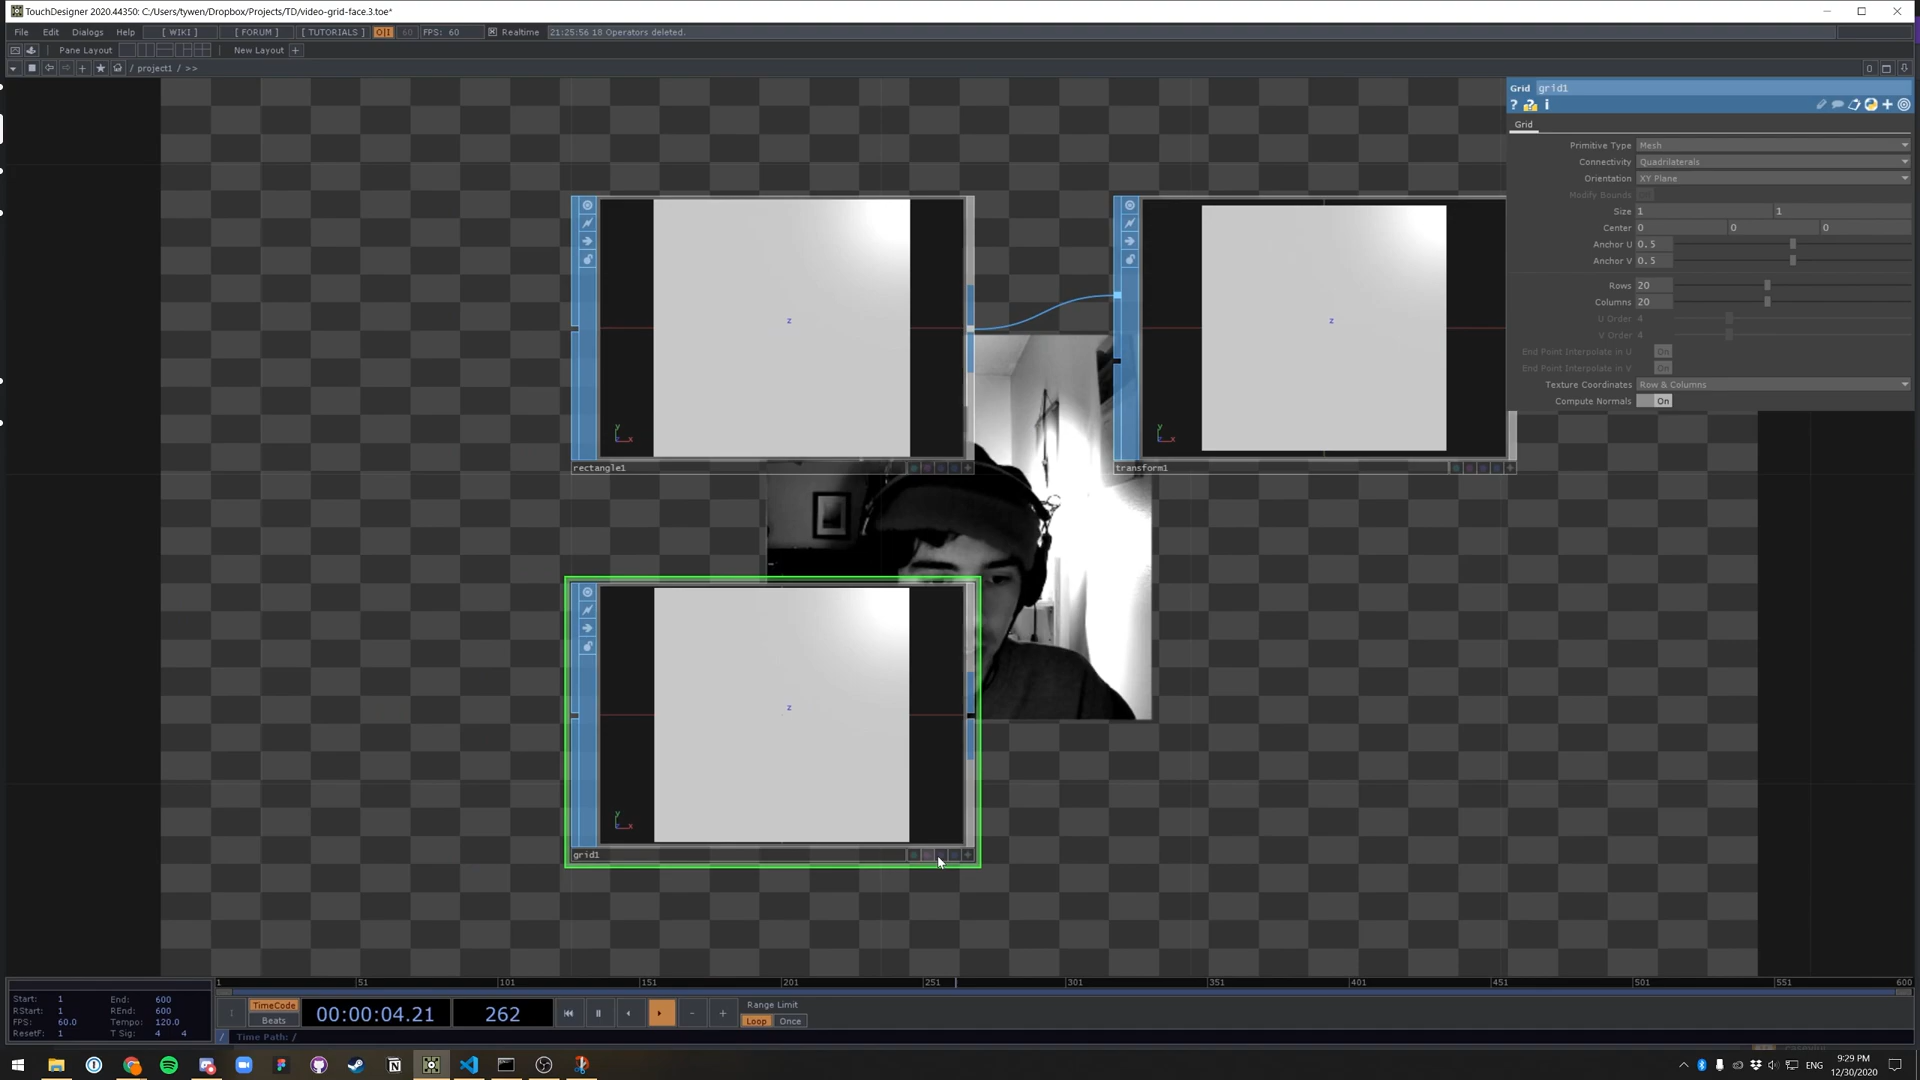 TouchDesigner 2020.44350: C:/Users/tywen/Dropbox/Projects/TD/video-grid-face.3.toe*
File Edit Dialogs Help [ WIKI ] [ FORUM ] [ TUTORIALS ] O|I 60 FPS: 60 Realtime 21:25:56 18 Operators deleted.
Pane Layout New Layout +
/ project1 / >> 0
Grid grid1
? i
Grid
Primitive Type Mesh
Connectivity Quadrilaterals
Orientation XY Plane
Modify Bounds
Size 1 1
Center 0 0 0
Anchor U 0.5
Anchor V 0.5
Rows 20
Columns 20
U Order 4
V Order 4
End Point Interpolate in U On
End Point Interpolate in V On
Texture Coordinates Row & Columns
Compute Normals On
z
y
x
rectangle1
z
y
x
transform1
z
y
x
grid1
1 51 101 151 201 251 301 351 401 451 501 551 600
Start: 1 End: 600
RStart: 1 REnd: 600
FPS: 60.0 Tempo: 120.0
ResetF: 1 T Sig: 4 4
TimeCode
Beats
00:00:04.21
262
Range Limit
Loop Once
/ Time Path: /
ENG
9:29 PM
12/30/2020